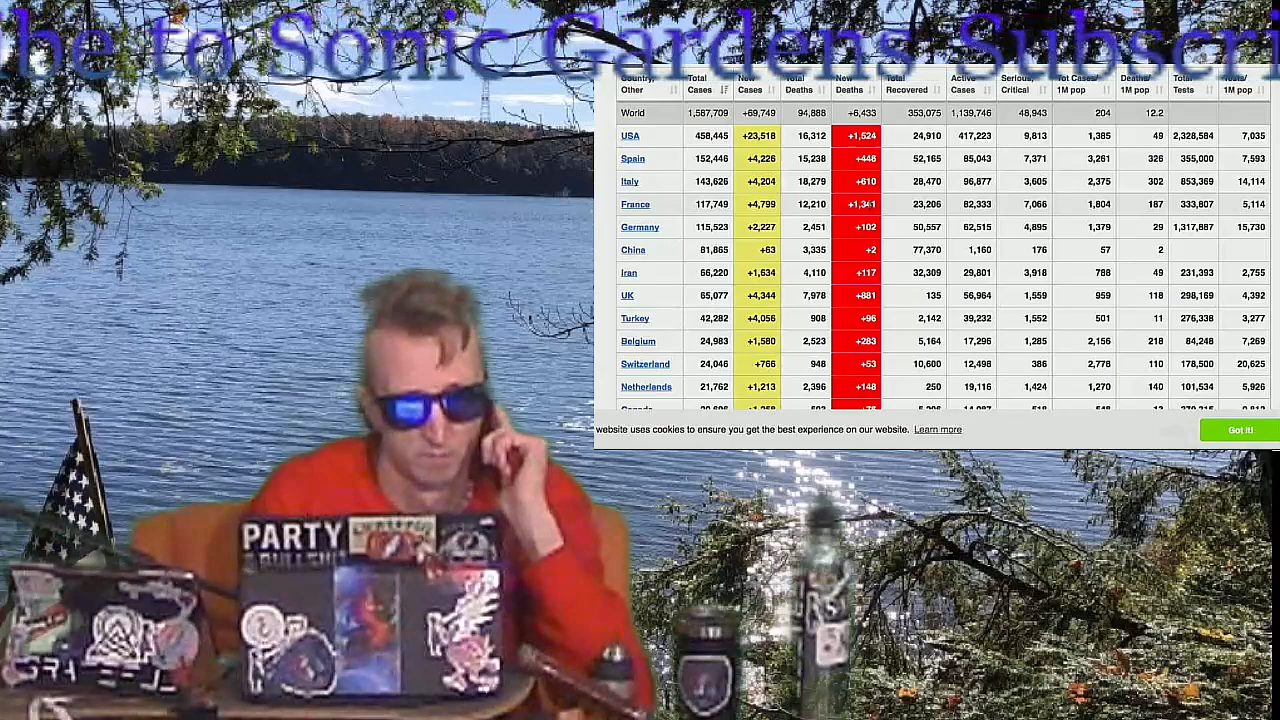 be to Sonic Gardens Subscri
Country, Other Total Cases New Cases Total Deaths New Deaths Total Recovered Active Cases Serious, Critical Tot Cases/ 1M pop Deaths/ 1M pop Total Tests Tests/ 1M pop
World 1,587,709 +69,749 94,888 +6,433 353,075 1,139,746 48,943 204 12.2
USA 458,445 +23,518 16,312 +1,524 24,910 417,223 9,813 1,385 49 2,328,584 7,035
Spain 152,446 +4,226 15,238 +446 52,165 85,043 7,371 3,261 326 355,000 7,593
Italy 143,626 +4,204 18,279 +610 28,470 96,877 3,605 2,375 302 853,369 14,114
France 117,749 +4,799 12,210 +1,341 23,206 82,333 7,066 1,804 187 333,807 5,114
Germany 115,523 +2,227 2,451 +102 50,557 62,515 4,895 1,379 29 1,317,887 15,730
China 81,865 +63 3,335 +2 77,370 1,160 176 57 2
Iran 66,220 +1,634 4,110 +117 32,309 29,801 3,918 788 49 231,393 2,755
UK 65,077 +4,344 7,978 +881 135 56,964 1,559 959 118 298,169 4,392
Turkey 42,282 +4,056 908 +96 2,142 39,232 1,552 501 11 276,338 3,277
Belgium 24,983 +1,580 2,523 +283 5,164 17,296 1,285 2,156 218 84,248 7,269
Switzerland 24,046 +766 948 +53 10,600 12,498 386 2,778 110 178,500 20,625
Netherlands 21,762 +1,213 2,396 +148 250 19,116 1,424 1,270 140 101,534 5,926
website uses cookies to ensure you get the best experience on our website. Learn more Got it!
PARTY